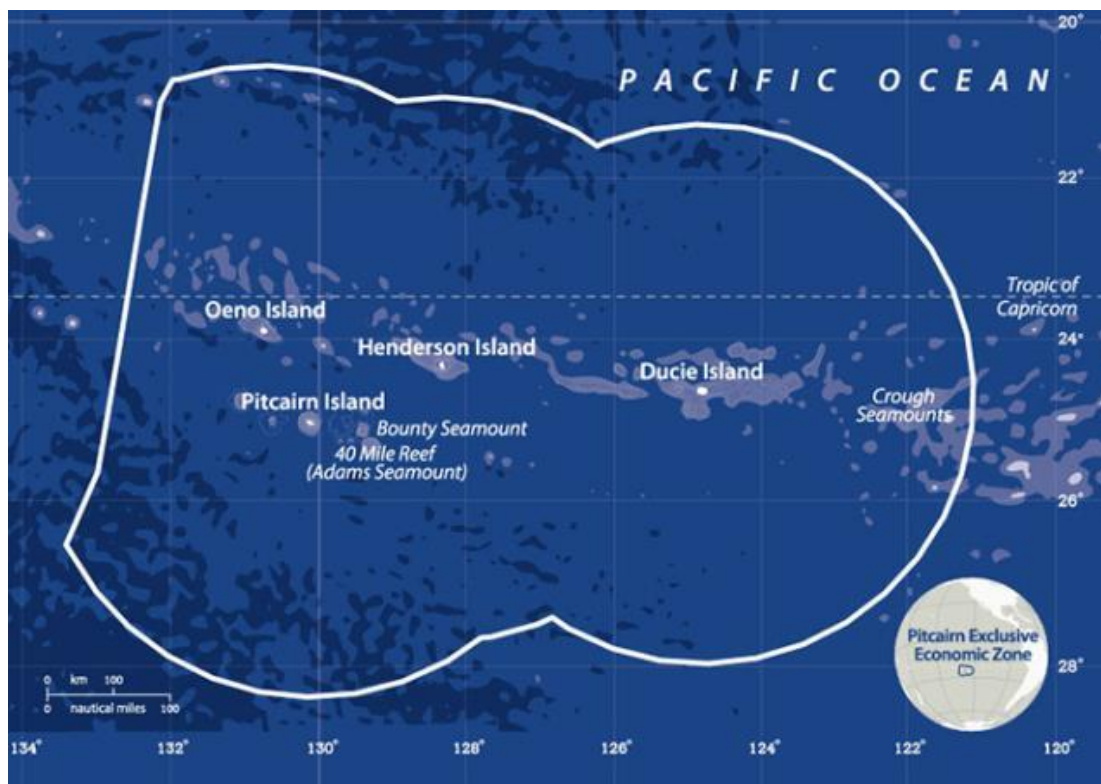 20°
PACIFIC OCEAN
22°
Tropic of
Capricorn
Oeno Island
24°
Henderson Island
Ducie Island
Crough
Seamounts
Pitcairn Island
Bounty Seamount
40 Mile Reef
(Adams Seamount)
26°
Pitcairn Exclusive
Economic Zone
28°
0 km 100
0 nautical miles 100
134° 132° 130° 128° 126° 124° 122° 120°